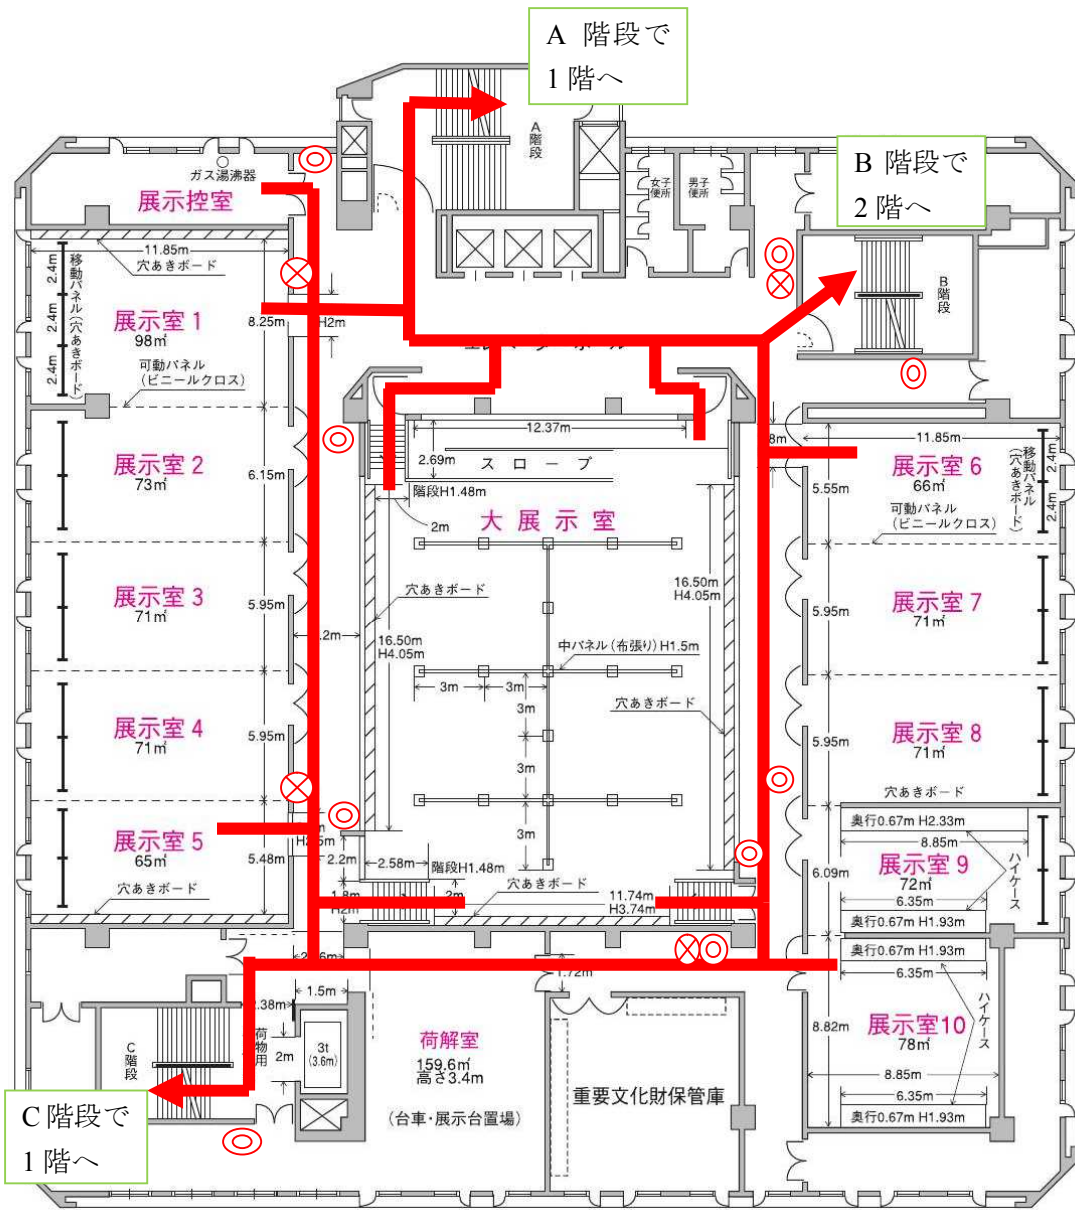 A 階段で
1 階へ
B 階段で
2 階へ
A階段
ガス湯沸器
展示控室
女子便所
男子便所
11.85m
穴あきボード
移動パネル(穴あきボード)
2.4m
2.4m
2.4m
展示室 1
98㎡
8.25m
H2m
B階段
可動パネル
(ビニールクロス)
12.37m
2.69m
スロープ
階段H1.48m
2m
大展示室
展示室 2
73㎡
6.15m
8m
11.85m
展示室 6
66㎡
5.55m
移動パネル
(穴あきボード)
2.4m
2.4m
可動パネル
(ビニールクロス)
展示室 3
71㎡
5.95m
.2m
穴あきボード
16.50m
H4.05m
16.50m
H4.05m
中パネル(布張り)H1.5m
3m
3m
3m
3m
3m
穴あきボード
展示室 7
71㎡
5.95m
展示室 4
71㎡
5.95m
展示室 8
71㎡
5.95m
穴あきボード
展示室 5
65㎡
5.48m
穴あきボード
2.2m
2.58m
階段H1.48m
1.8m
H2m
2m
穴あきボード
11.74m
H3.74m
奥行0.67m H2.33m
8.85m
展示室 9
72㎡
6.09m
6.35m
奥行0.67m H1.93m
ハイケース
奥行0.67m H1.93m
6.35m
ハイケース
展示室10
78㎡
8.82m
8.85m
6.35m
奥行0.67m H1.93m
1.72m
1.5m
2.38m
荷物用
2m
3t
(3.6m)
C階段
荷解室
159.6㎡
高さ3.4m
(台車・展示台置場)
重要文化財保管庫
C 階段で
1 階へ